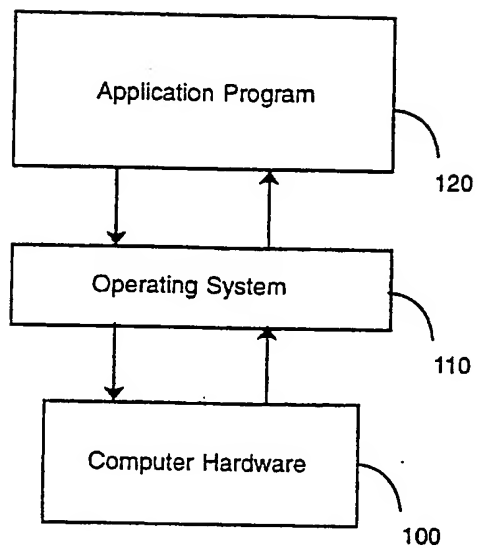 Application Program
120
Operating System
110
Computer Hardware
100